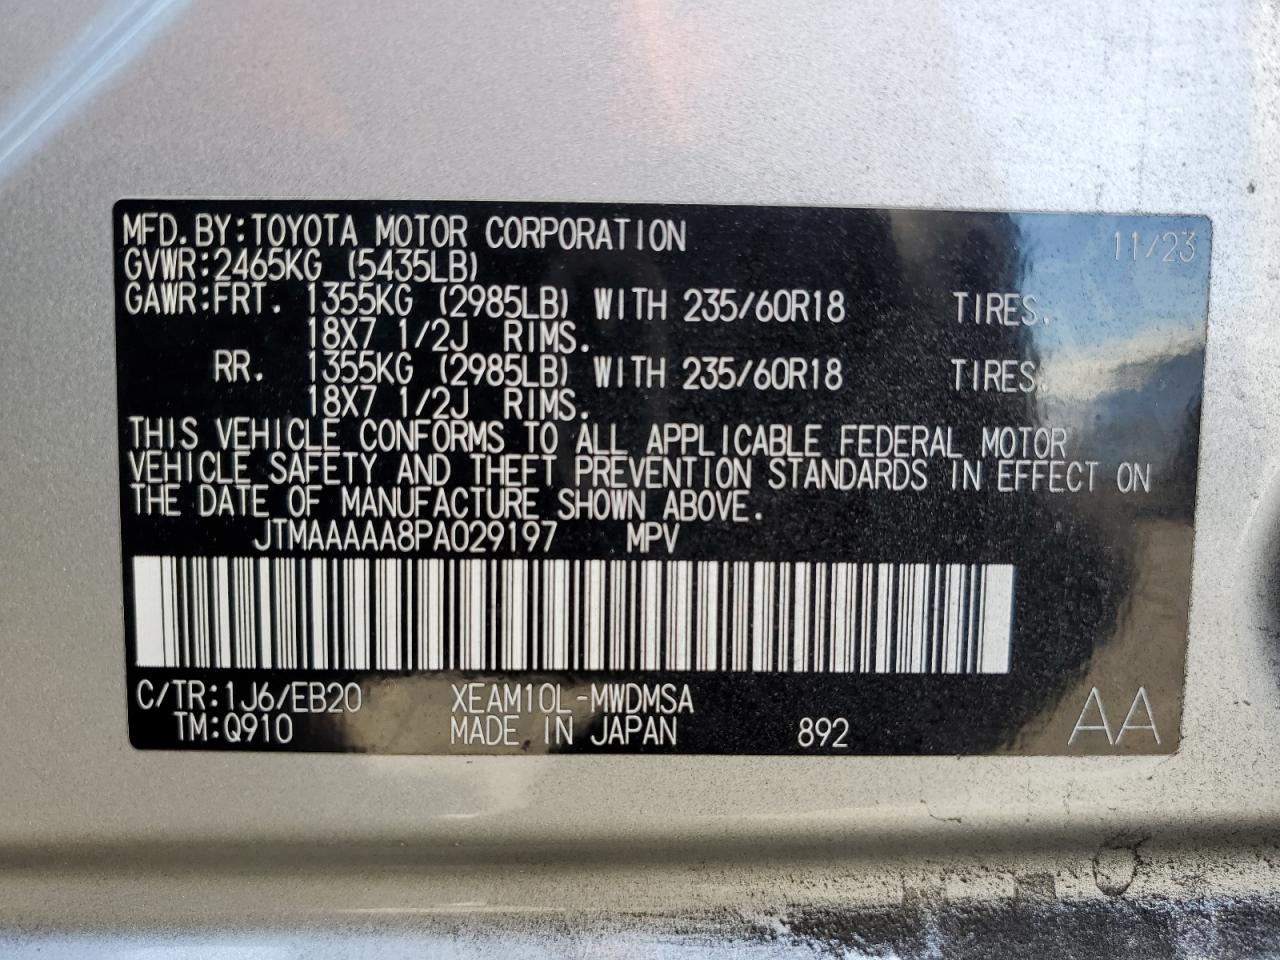 MFD.BY:TOYOTA MOTOR CORPORATION 11/23
GVWR:2465KG (5435LB)
GAWR:FRT. 1355KG (2985LB) WITH 235/60R18 TIRES.
18X7 1/2J RIMS.
RR. 1355KG (2985LB) WITH 235/60R18 TIRES.
18X7 1/2J RIMS.
THIS VEHICLE CONFORMS TO ALL APPLICABLE FEDERAL MOTOR
VEHICLE SAFETY AND THEFT PREVENTION STANDARDS IN EFFECT ON
THE DATE OF MANUFACTURE SHOWN ABOVE.
JTMAAAAA8PA029197 MPV
C/TR:1J6/EB20 XEAM10L-MWDMSA
TM:Q910 MADE IN JAPAN 892 AA